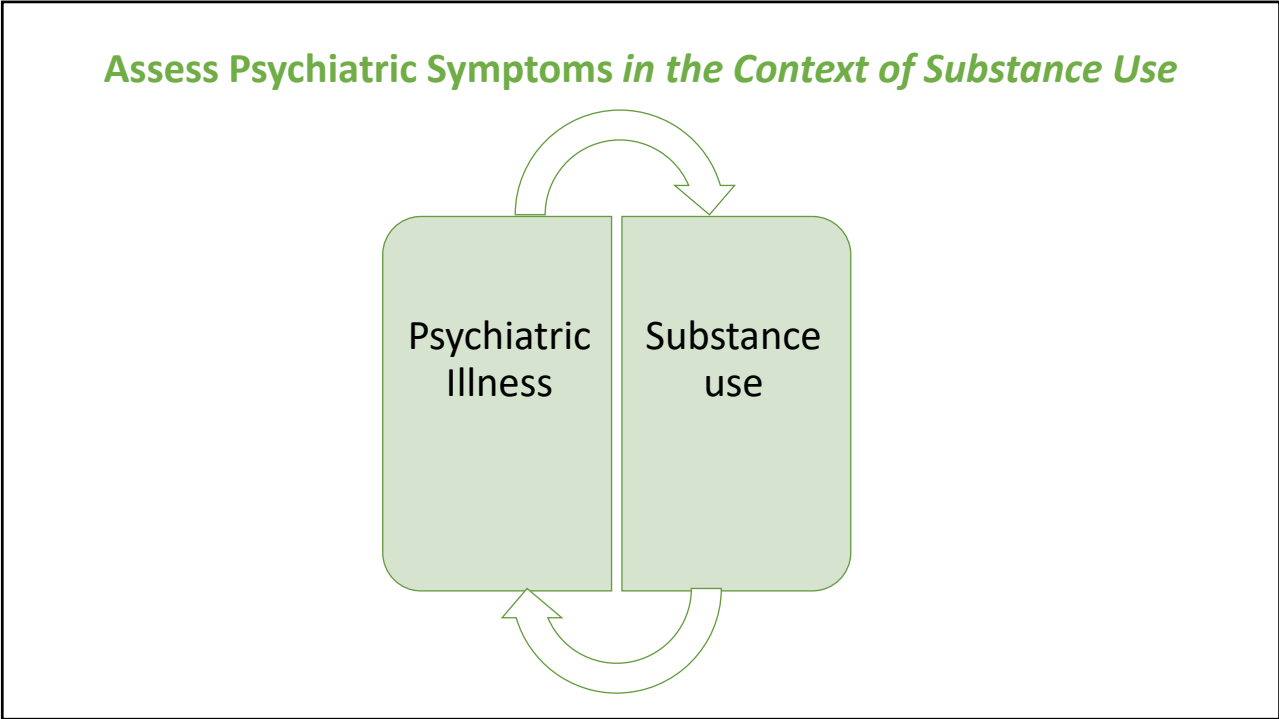 Assess Psychiatric Symptoms in the Context of Substance Use
Psychiatric
Illness
Substance
use